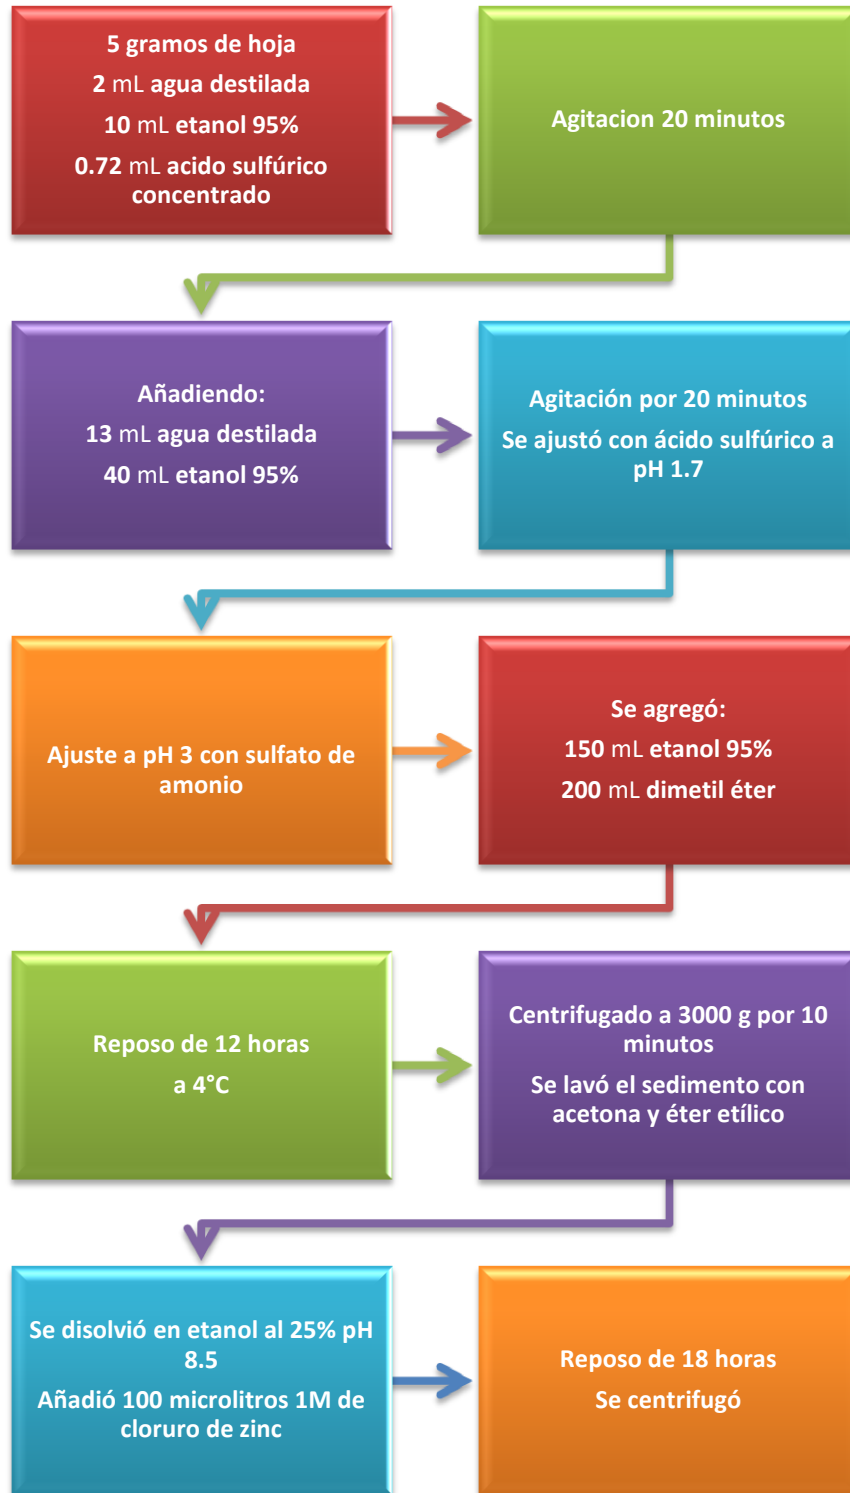 5 gramos de hoja
2 mL agua destilada
10 mL etanol 95%
0.72 mL acido sulfúrico
concentrado
Agitacion 20 minutos
Añadiendo:
13 mL agua destilada
40 mL etanol 95%
Agitación por 20 minutos
Se ajustó con ácido sulfúrico a
pH 1.7
Ajuste a pH 3 con sulfato de
amonio
Se agregó:
150 mL etanol 95%
200 mL dimetil éter
Reposo de 12 horas
a 4°C
Centrifugado a 3000 g por 10
minutos
Se lavó el sedimento con
acetona y éter etílico
Se disolvió en etanol al 25% pH
8.5
Añadió 100 microlitros 1M de
cloruro de zinc
Reposo de 18 horas
Se centrifugó